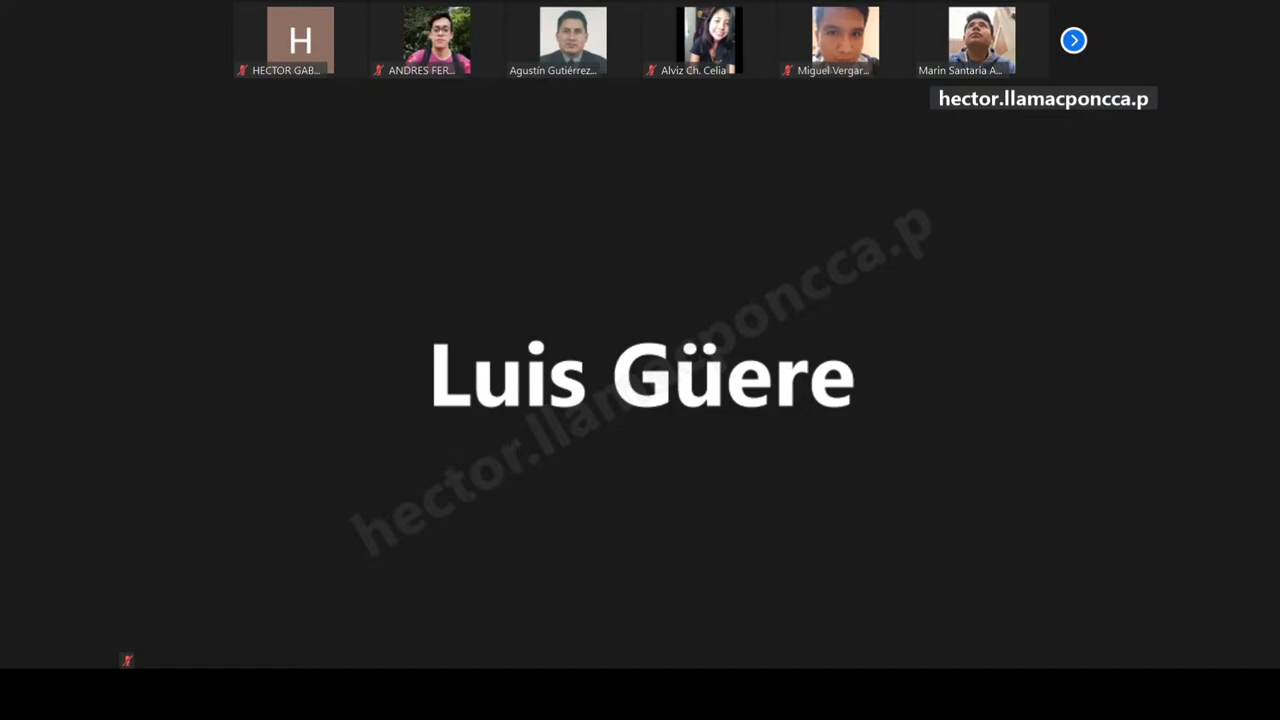 H
HECTOR GAB...
ANDRES FER...
Agustín Gutiérrez...
Alviz Ch. Celia
Miguel Vergar...
Marin Santaria A...
hector.llamacponcca.p
Luis Güere
hector.llamacponcca.p